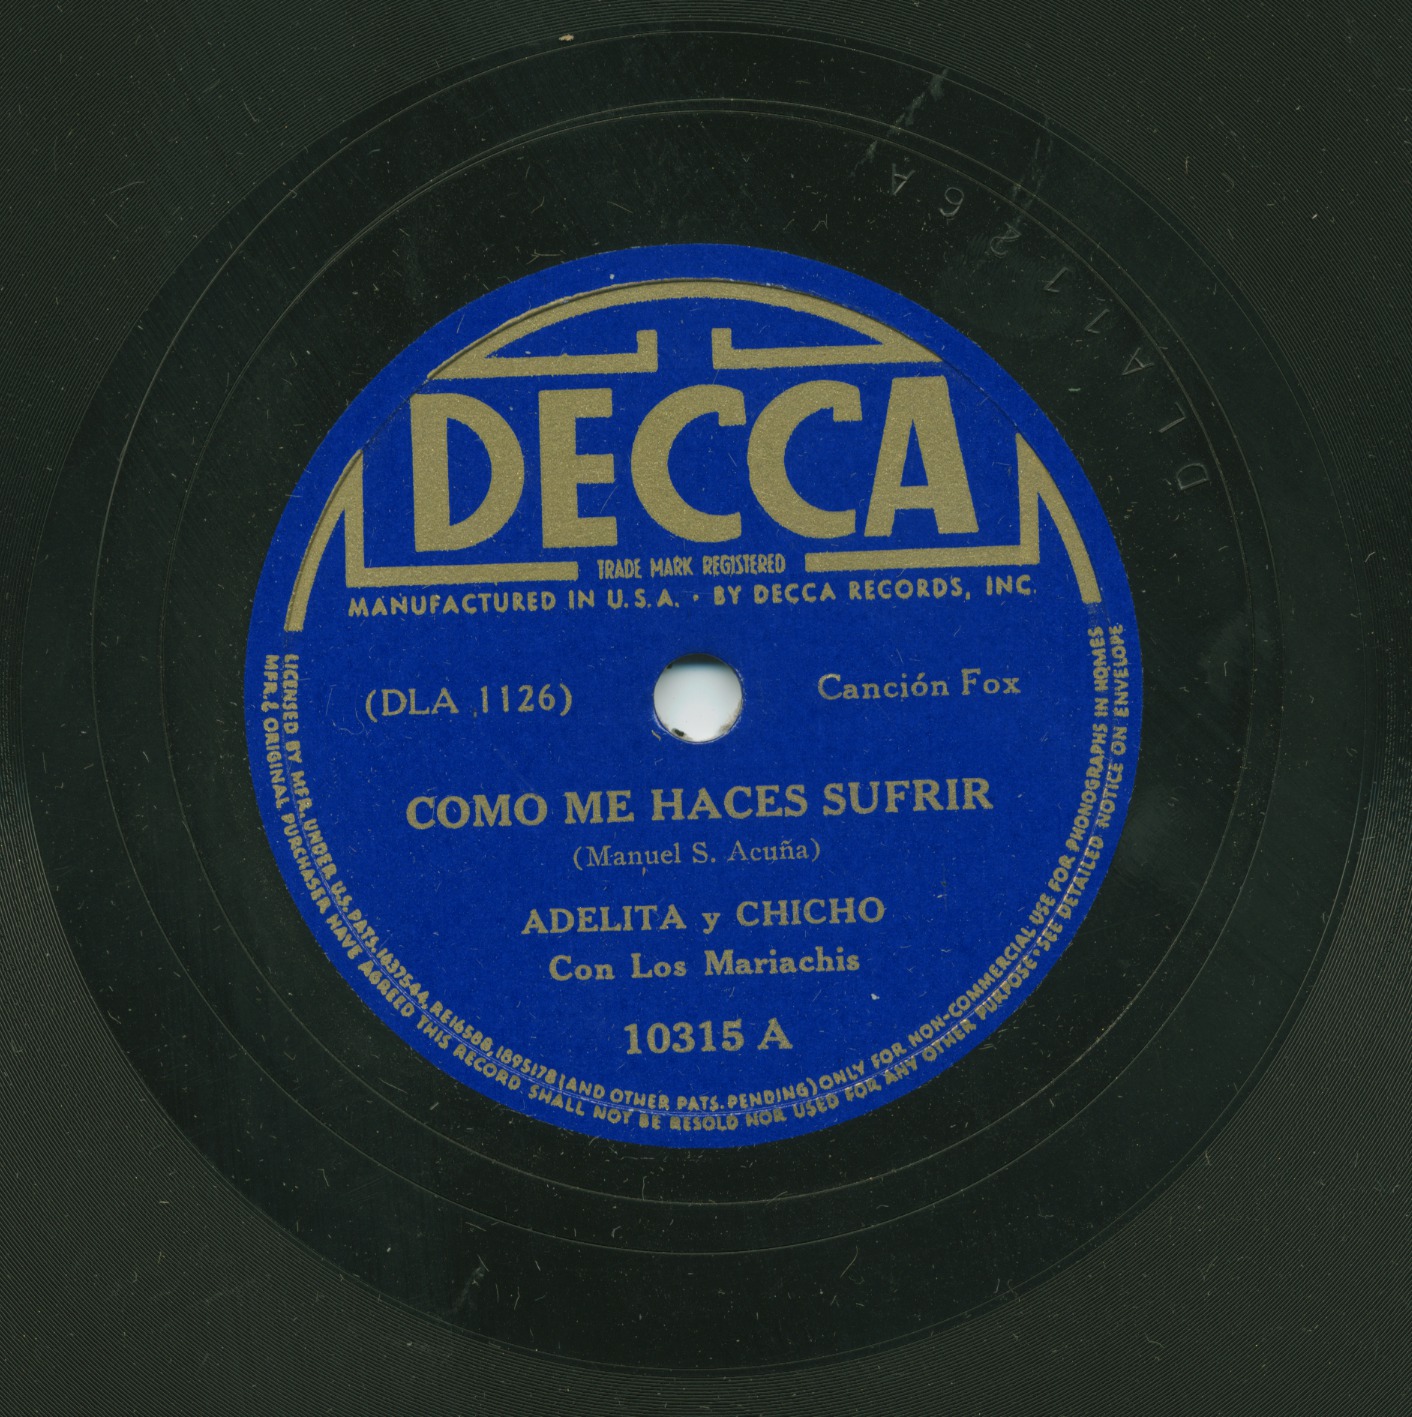 DLA 1126A
DECCA
TRADE MARK REGISTERED
MANUFACTURED IN U.S.A. · BY DECCA RECORDS, INC.
(DLA 1126)
Canción Fox
COMO ME HACES SUFRIR
(Manuel S. Acuña)
ADELITA y CHICHO
Con Los Mariachis
10315 A
LICENSED BY MFR. UNDER U.S. PATS. 1437544, RE16588, 1895178 (AND OTHER PATS. PENDING) ONLY FOR NON-COMMERCIAL USE FOR PHONOGRAPHS IN HOMES
MFR. & ORIGINAL PURCHASER HAVE AGREED THIS RECORD SHALL NOT BE RESOLD NOR USED FOR ANY OTHER PURPOSE · SEE DETAILED NOTICE ON ENVELOPE